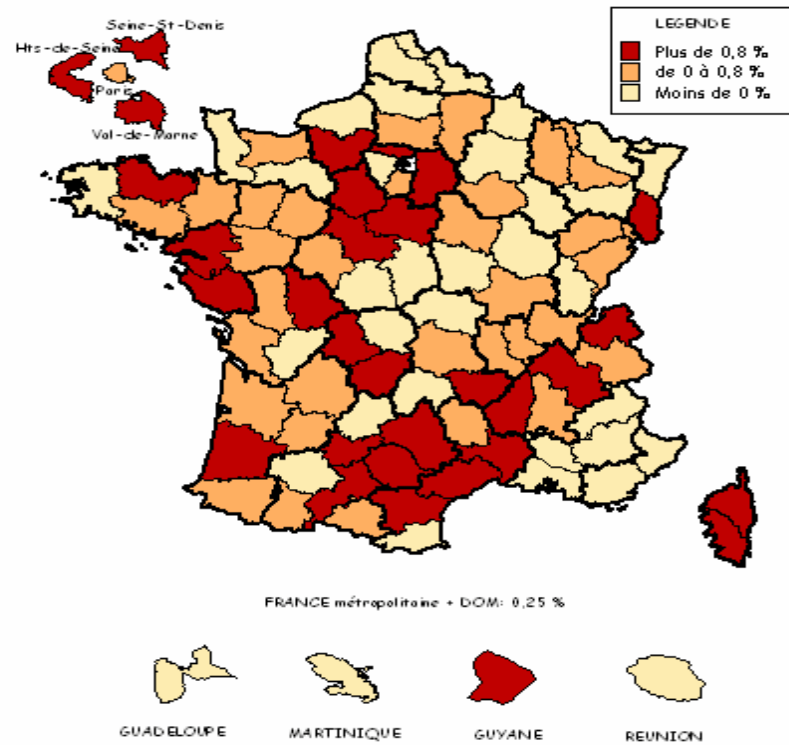 Seine-St-Denis
Hts-de-Seine
Paris
Val-de-Marne
LEGENDE
Plus de 0,8 %
de 0 à 0,8 %
Moins de 0 %
FRANCE métropolitaine + DOM: 0,25 %
GUADELOUPE
MARTINIQUE
GUYANE
REUNION